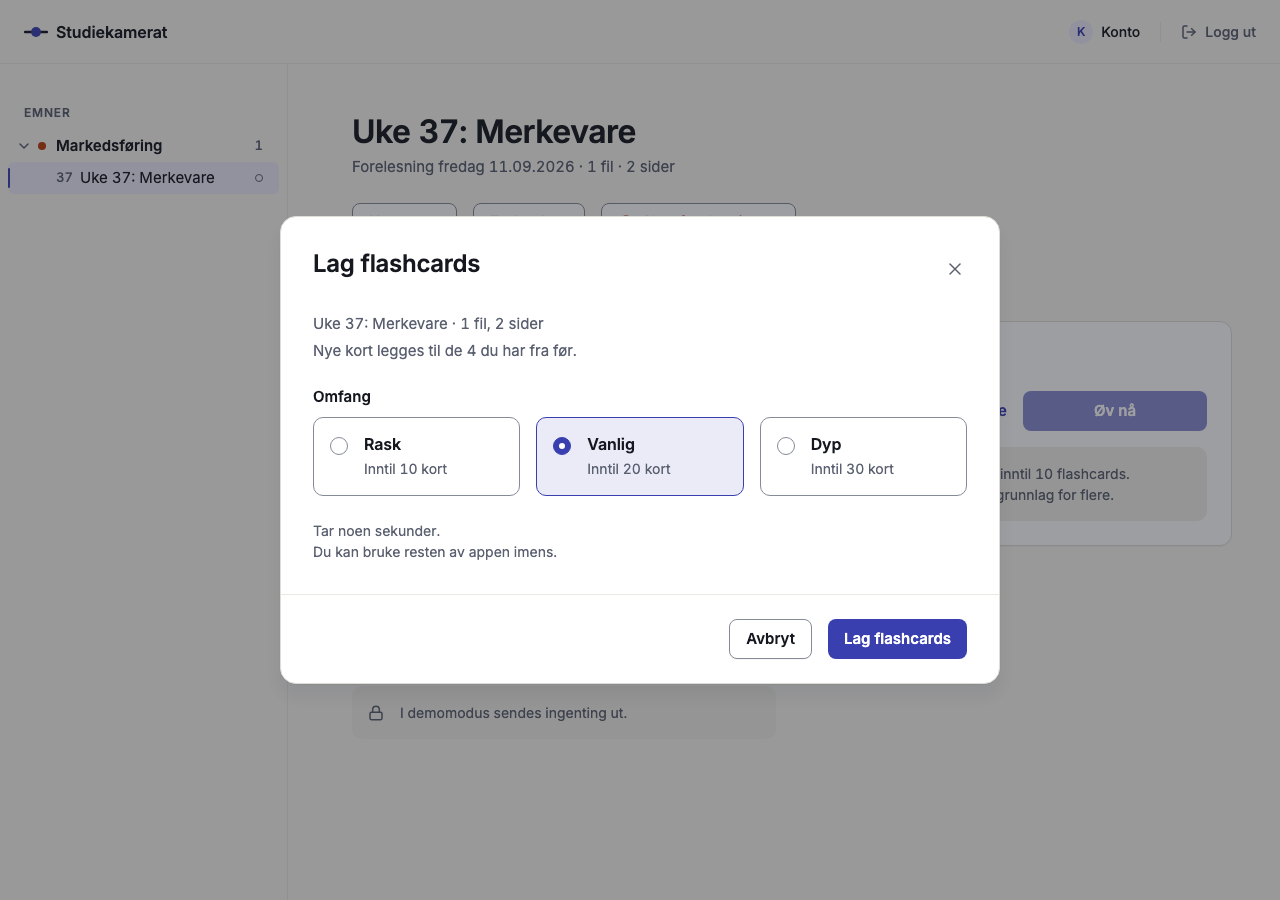 Studiekamerat
K Konto
Logg ut
EMNER
Markedsføring 1
37 Uke 37: Merkevare
Uke 37: Merkevare
Forelesning fredag 11.09.2026 · 1 fil · 2 sider
Lag flashcards
Uke 37: Merkevare · 1 fil, 2 sider
Nye kort legges til de 4 du har fra før.
Omfang
Rask
Inntil 10 kort
Vanlig
Inntil 20 kort
Dyp
Inntil 30 kort
Tar noen sekunder.
Du kan bruke resten av appen imens.
Avbryt
Lag flashcards
Øv nå
inntil 10 flashcards.
grunnlag for flere.
I demomodus sendes ingenting ut.